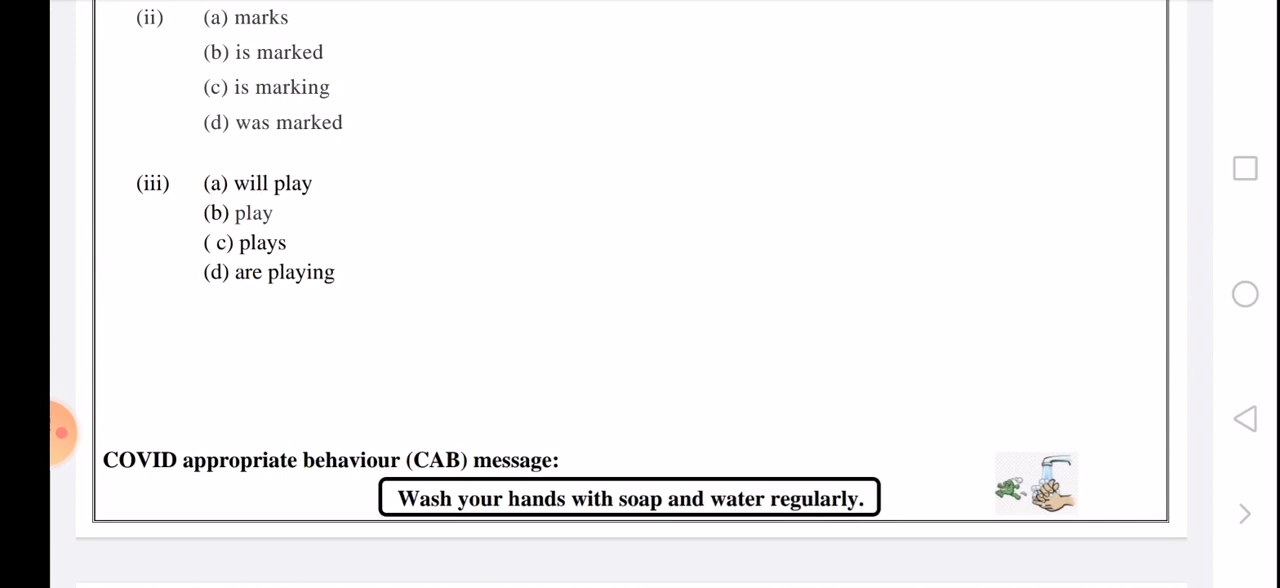 (ii) (a) marks
(b) is marked
(c) is marking
(d) was marked
(iii) (a) will play
(b) play
( c) plays
(d) are playing
COVID appropriate behaviour (CAB) message:
Wash your hands with soap and water regularly.